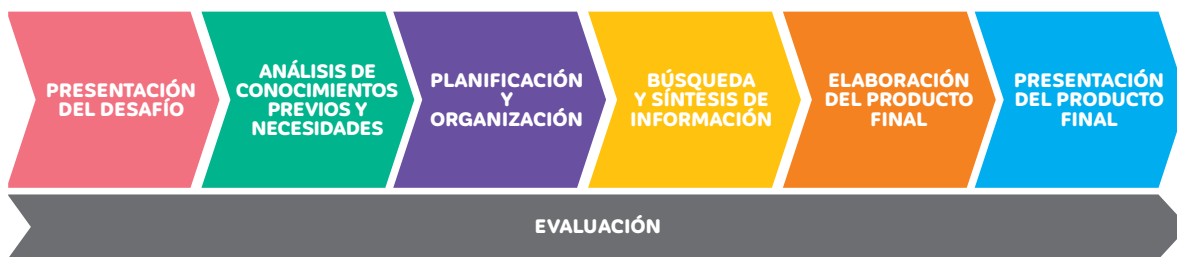 PRESENTACIÓN
DEL DESAFÍO
ANÁLISIS DE
CONOCIMIENTOS
PREVIOS Y
NECESIDADES
PLANIFICACIÓN
Y
ORGANIZACIÓN
BÚSQUEDA
Y SÍNTESIS DE
INFORMACIÓN
ELABORACIÓN
DEL PRODUCTO
FINAL
PRESENTACIÓN
DEL PRODUCTO
FINAL
EVALUACIÓN